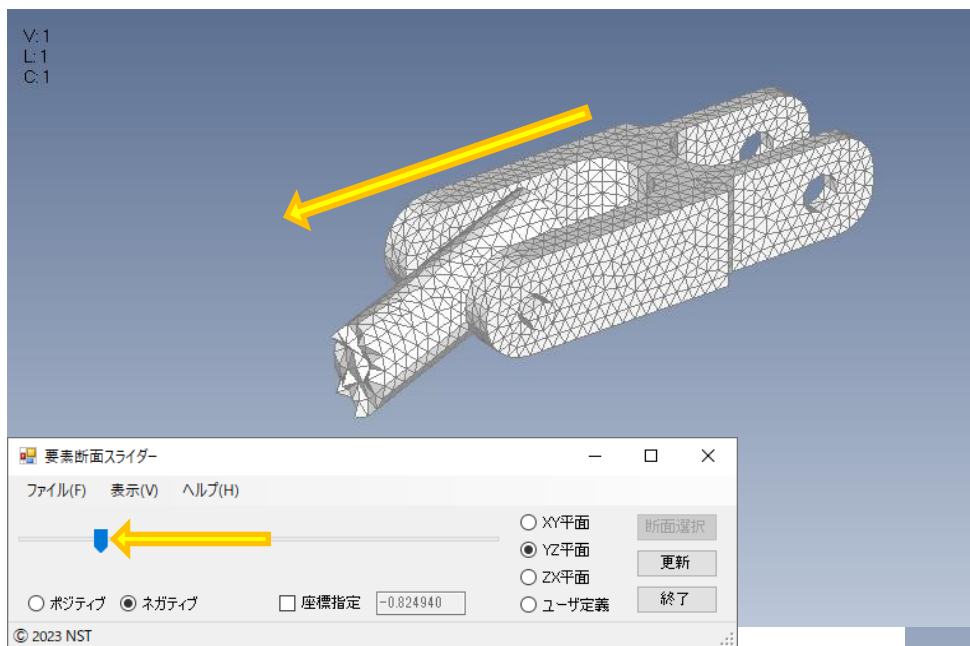 V: 1
L: 1
C: 1
要素断面スライダー
ファイル(F) 表示(V) ヘルプ(H)
XY平面 断面選択
YZ平面 更新
ZX平面
ポジティブ ネガティブ 座標指定 -0.824940 ユーザ定義 終了
© 2023 NST